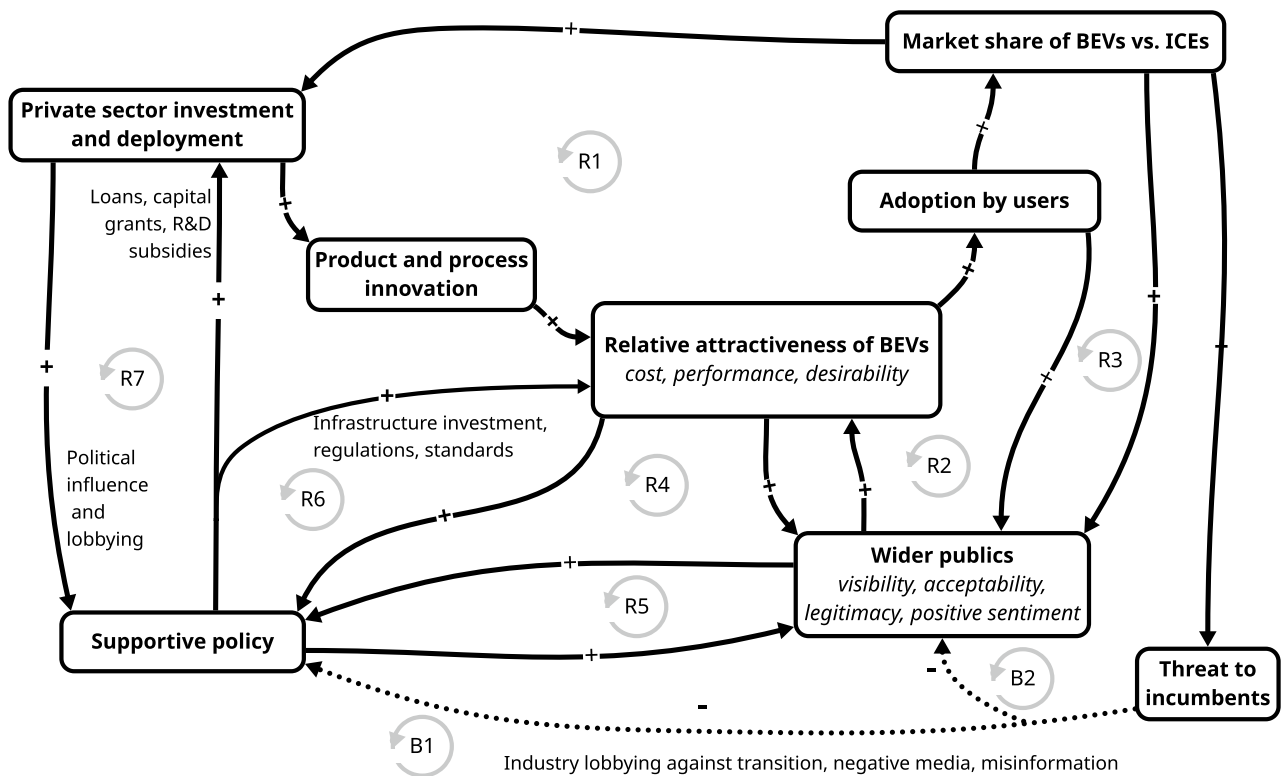 Market share of BEVs vs. ICEs
+
Private sector investment
and deployment
+
R1
Loans, capital
grants, R&D
subsidies
Adoption by users
+
Product and process
innovation
+
+
+
+
+
Relative attractiveness of BEVs
cost, performance, desirability
+
+
R3
R7
+
+
Infrastructure investment,
regulations, standards
Political
influence
and
lobbying
R6
R4
R2
+
+
+
Wider publics
visibility, acceptability,
legitimacy, positive sentiment
+
R5
Supportive policy
+
-
B2
Threat to
incumbents
-
B1
Industry lobbying against transition, negative media, misinformation